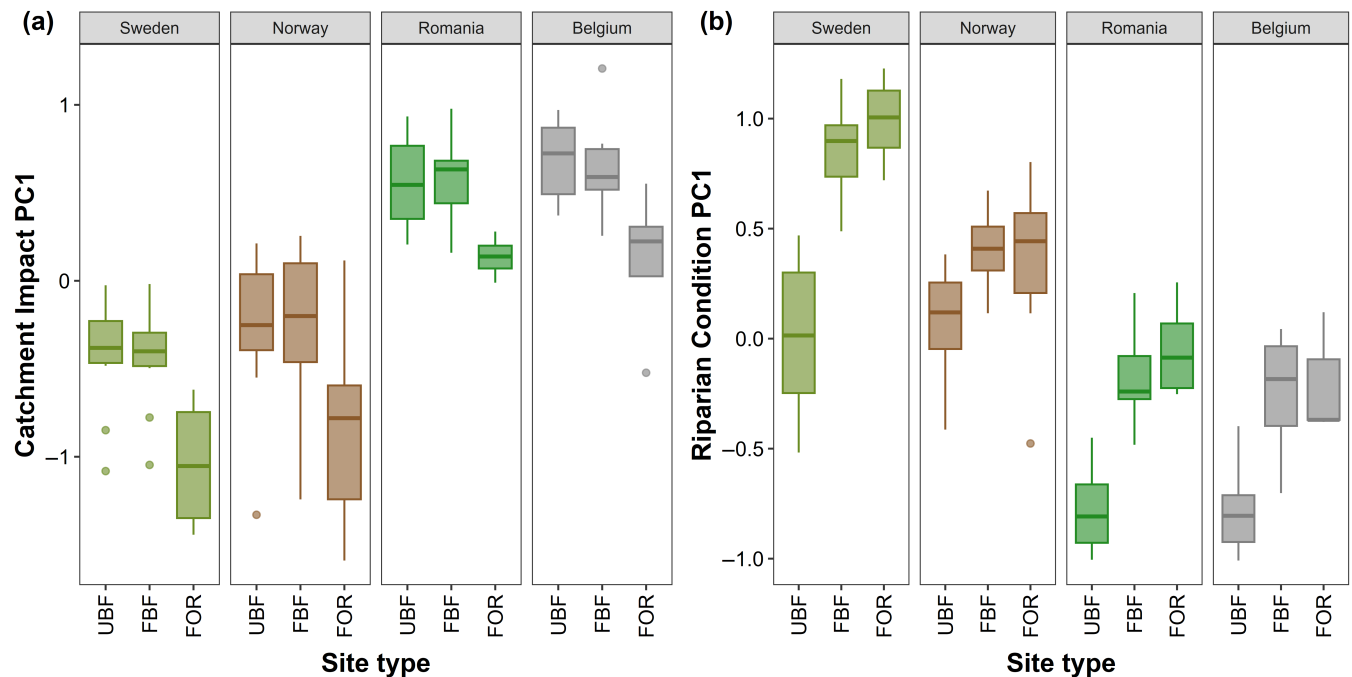 (a)
Sweden Norway Romania Belgium
Catchment Impact PC1
1
0
−1
UBF FBF FOR UBF FBF FOR UBF FBF FOR UBF FBF FOR
Site type
(b)
Sweden Norway Romania Belgium
Riparian Condition PC1
1.0
0.5
0.0
−0.5
−1.0
UBF FBF FOR UBF FBF FOR UBF FBF FOR UBF FBF FOR
Site type